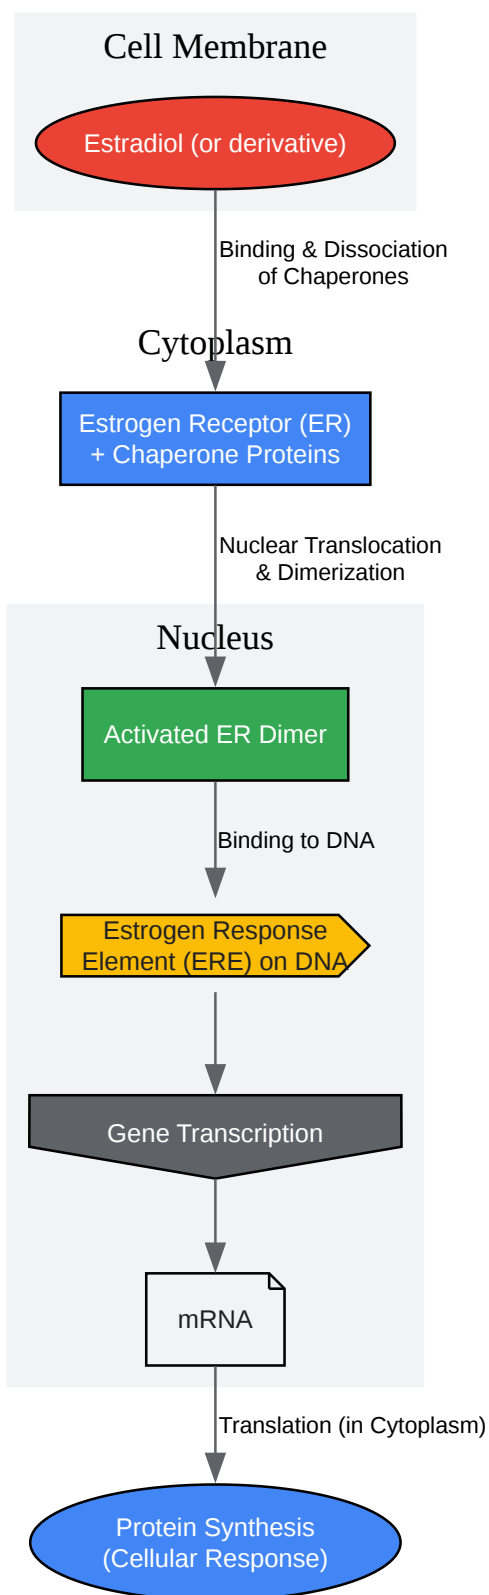 Cell Membrane
Estradiol (or derivative)
Binding & Dissociation
of Chaperones
Cytoplasm
Estrogen Receptor (ER)
+ Chaperone Proteins
Nuclear Translocation
& Dimerization
Nucleus
Activated ER Dimer
Binding to DNA
Estrogen Response
Element (ERE) on DNA
Gene Transcription
mRNA
Translation (in Cytoplasm)
Protein Synthesis
(Cellular Response)